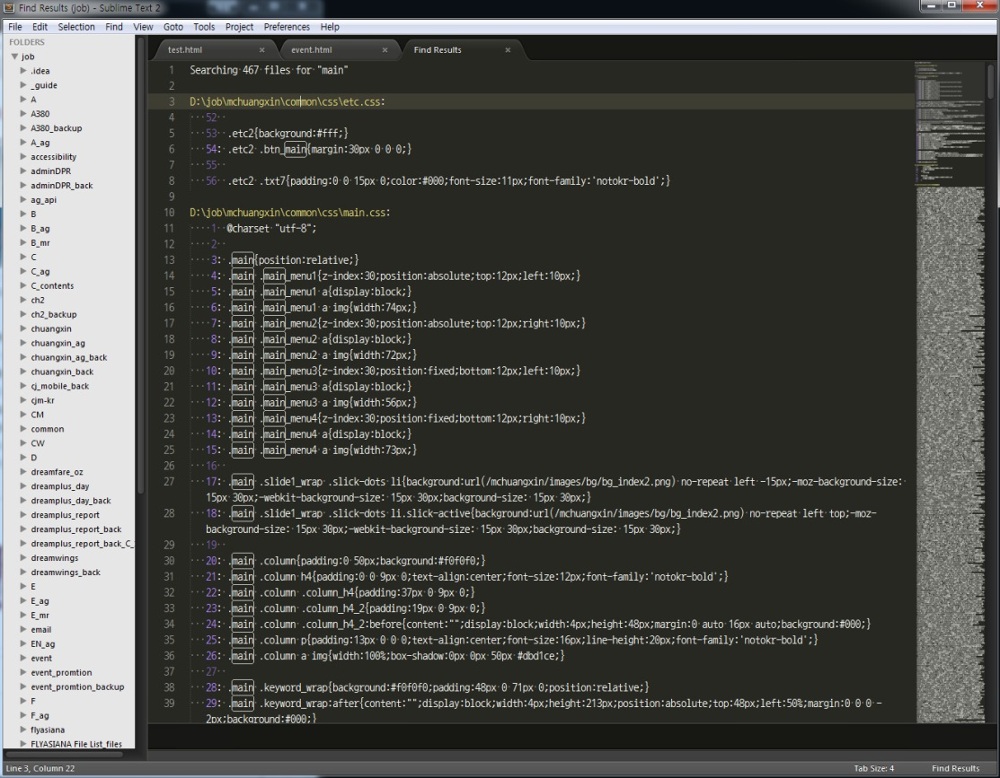 Find Results (job) - Sublime Text 2
File Edit Selection Find View Goto Tools Project Preferences Help
FOLDERS
job
.idea
_guide
A
A380
A380_backup
A_ag
accessibility
adminDPR
adminDPR_back
ag_api
B
B_ag
B_mr
C
C_ag
C_contents
ch2
ch2_backup
chuangxin
chuangxin_ag
chuangxin_ag_back
chuangxin_back
cj_mobile_back
cjm-kr
CM
common
CW
D
dreamfare_oz
dreamplus_day
dreamplus_day_back
dreamplus_report
dreamplus_report_back
dreamplus_report_back_C_
dreamwings
dreamwings_back
E
E_ag
E_mr
email
EN_ag
event
event_promtion
event_promtion_backup
F
F_ag
flyasiana
FLYASIANA File List_files
test.html event.html Find Results
1 Searching 467 files for "main"
2
3 D:\job\mchuangxin\common\css\etc.css:
4 52
5 53 .etc2{background:#fff;}
6 54: .etc2 .btn_main{margin:30px 0 0 0;}
7 55
8 56 .etc2 .txt7{padding:0 0 15px 0;color:#000;font-size:11px;font-family:'notokr-bold';}
9
10 D:\job\mchuangxin\common\css\main.css:
11 1 @charset "utf-8";
12 2
13 3: .main{position:relative;}
14 4: .main .main_menu1{z-index:30;position:absolute;top:12px;left:10px;}
15 5: .main .main_menu1 a{display:block;}
16 6: .main .main_menu1 a img{width:74px;}
17 7: .main .main_menu2{z-index:30;position:absolute;top:12px;right:10px;}
18 8: .main .main_menu2 a{display:block;}
19 9: .main .main_menu2 a img{width:72px;}
20 10: .main .main_menu3{z-index:30;position:fixed;bottom:12px;left:10px;}
21 11: .main .main_menu3 a{display:block;}
22 12: .main .main_menu3 a img{width:56px;}
23 13: .main .main_menu4{z-index:30;position:fixed;bottom:12px;right:10px;}
24 14: .main .main_menu4 a{display:block;}
25 15: .main .main_menu4 a img{width:73px;}
26 16
27 17: .main .slide1_wrap .slick-dots li{background:url(/mchuangxin/images/bg/bg_index2.png) no-repeat left -15px;-moz-background-size:
15px 30px;-webkit-background-size: 15px 30px;background-size: 15px 30px;}
28 18: .main .slide1_wrap .slick-dots li.slick-active{background:url(/mchuangxin/images/bg/bg_index2.png) no-repeat left top;-moz-
background-size: 15px 30px;-webkit-background-size: 15px 30px;background-size: 15px 30px;}
29 19
30 20: .main .column{padding:0 50px;background:#f0f0f0;}
31 21: .main .column h4{padding:0 0 9px 0;text-align:center;font-size:12px;font-family:'notokr-bold';}
32 22: .main .column .column_h4{padding:37px 0 9px 0;}
33 23: .main .column .column_h4_2{padding:19px 0 9px 0;}
34 24: .main .column .column_h4_2:before{content:"";display:block;width:4px;height:48px;margin:0 auto 16px auto;background:#000;}
35 25: .main .column p{padding:13px 0 0 0;text-align:center;font-size:16px;line-height:20px;font-family:'notokr-bold';}
36 26: .main .column a img{width:100%;box-shadow:0px 0px 50px #dbd1ce;}
37 27
38 28: .main .keyword_wrap{background:#f0f0f0;padding:48px 0 71px 0;position:relative;}
39 29: .main .keyword_wrap:after{content:"";display:block;width:4px;height:213px;position:absolute;top:48px;left:50%;margin:0 0 0 -
2px;background:#000;}
Line 3, Column 22 Tab Size: 4 Find Results